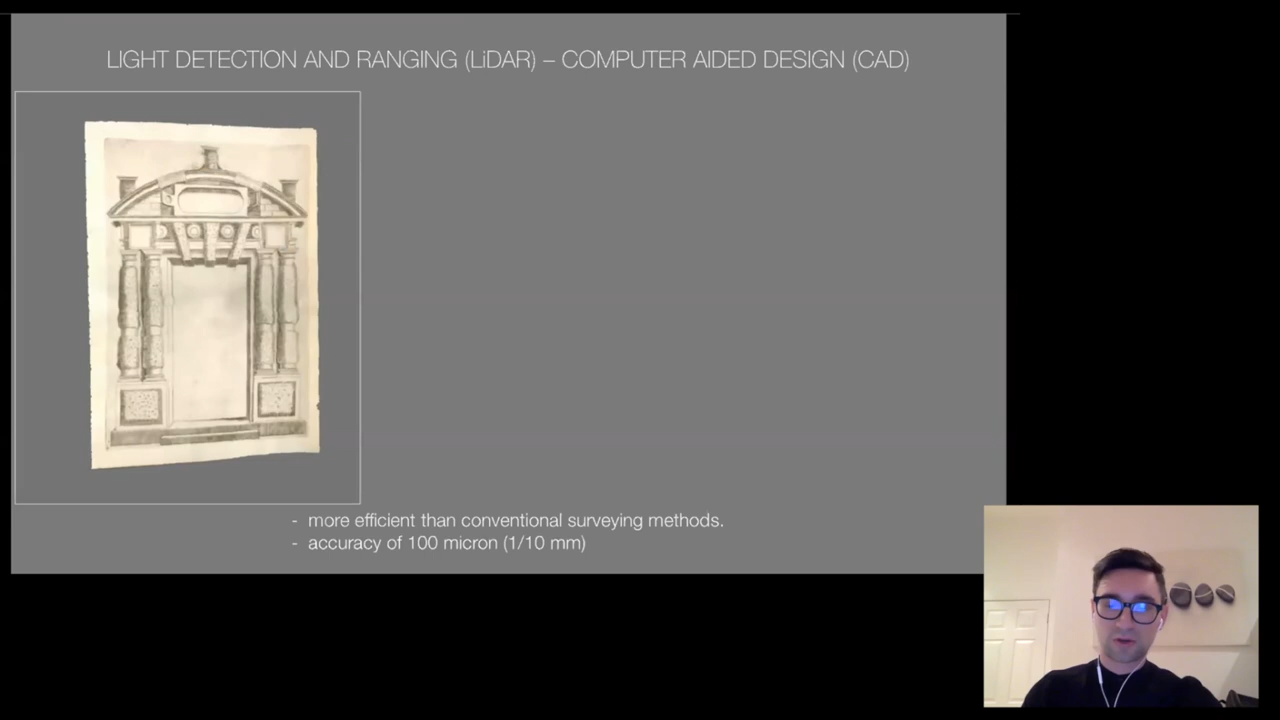 LIGHT DETECTION AND RANGING (LiDAR) – COMPUTER AIDED DESIGN (CAD)
- more efficient than conventional surveying methods.
- accuracy of 100 micron (1/10 mm)